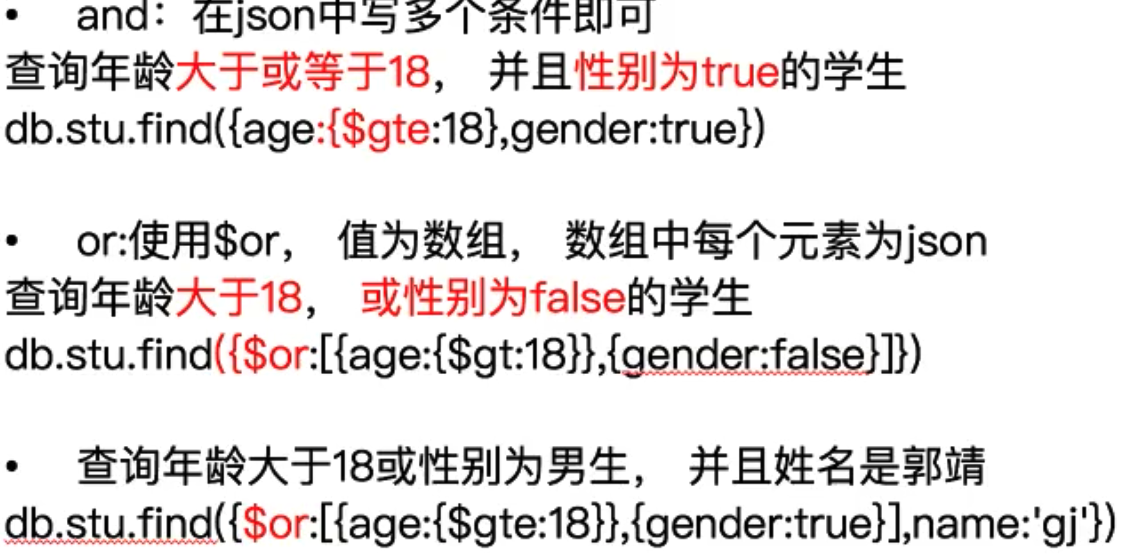 • and：在json中写多个条件即可
查询年龄大于或等于18， 并且性别为true的学生
db.stu.find({age:{$gte:18},gender:true})
• or:使用$or， 值为数组， 数组中每个元素为json
查询年龄大于18， 或性别为false的学生
db.stu.find({$or:[{age:{$gt:18}},{gender:false}]})
• 查询年龄大于18或性别为男生， 并且姓名是郭靖
db.stu.find({$or:[{age:{$gte:18}},{gender:true}],name:'gj'})